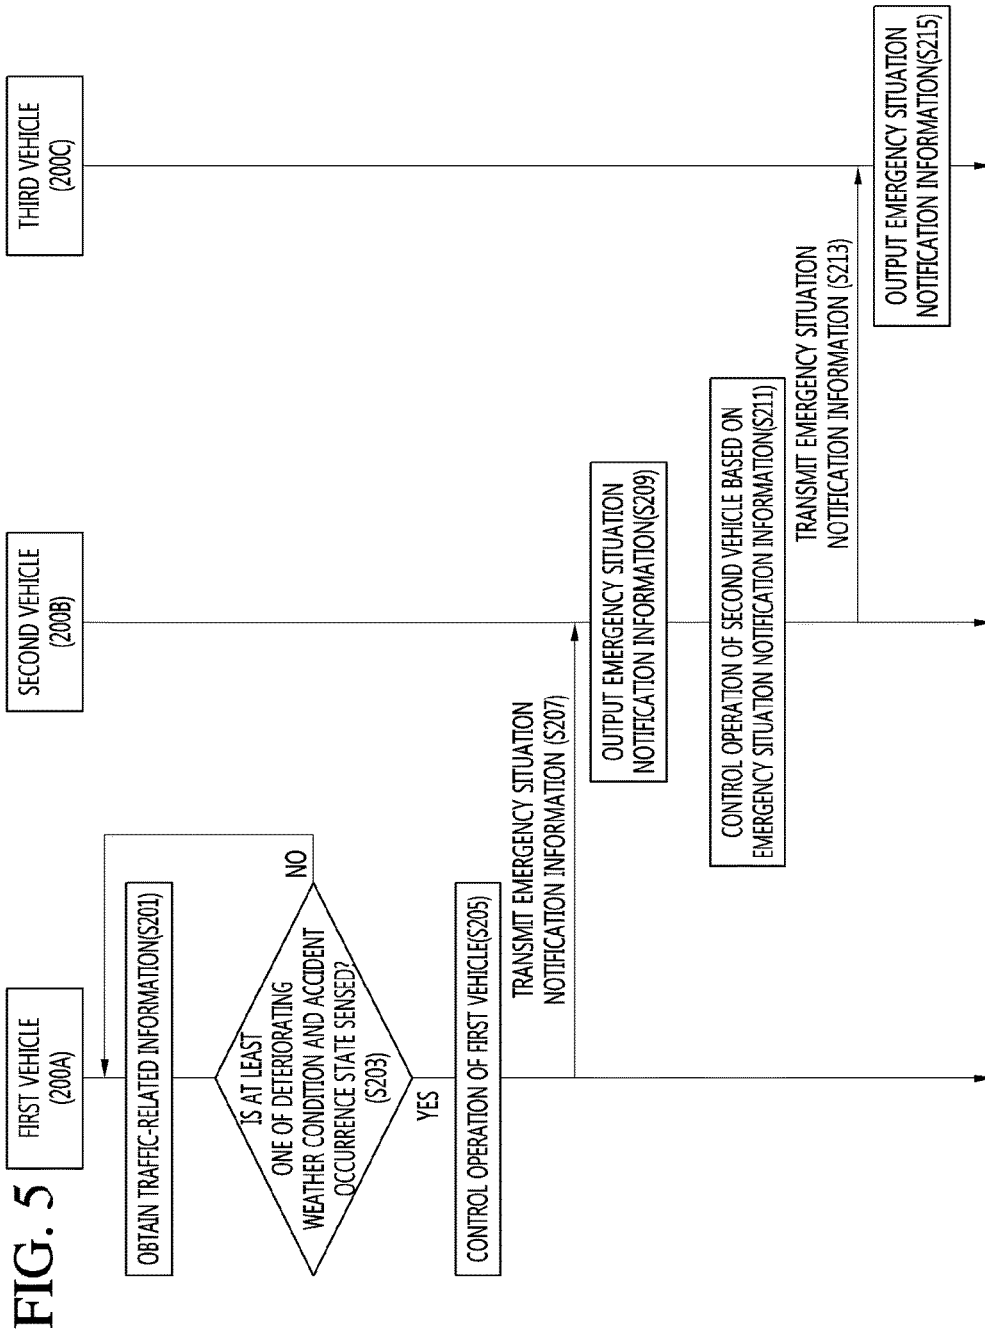 FIG. 5
FIRST VEHICLE
(200A)
SECOND VEHICLE
(200B)
THIRD VEHICLE
(200C)
OBTAIN TRAFFIC-RELATED INFORMATION(S201)
IS AT LEAST
ONE OF DETERIORATING
WEATHER CONDITION AND ACCIDENT
OCCURRENCE STATE SENSED?
(S203)
NO
YES
CONTROL OPERATION OF FIRST VEHICLE(S205)
TRANSMIT EMERGENCY SITUATION
NOTIFICATION INFORMATION (S207)
OUTPUT EMERGENCY SITUATION
NOTIFICATION INFORMATION(S209)
CONTROL OPERATION OF SECOND VEHICLE BASED ON
EMERGENCY SITUATION NOTIFICATION INFORMATION(S211)
TRANSMIT EMERGENCY SITUATION
NOTIFICATION INFORMATION (S213)
OUTPUT EMERGENCY SITUATION
NOTIFICATION INFORMATION(S215)